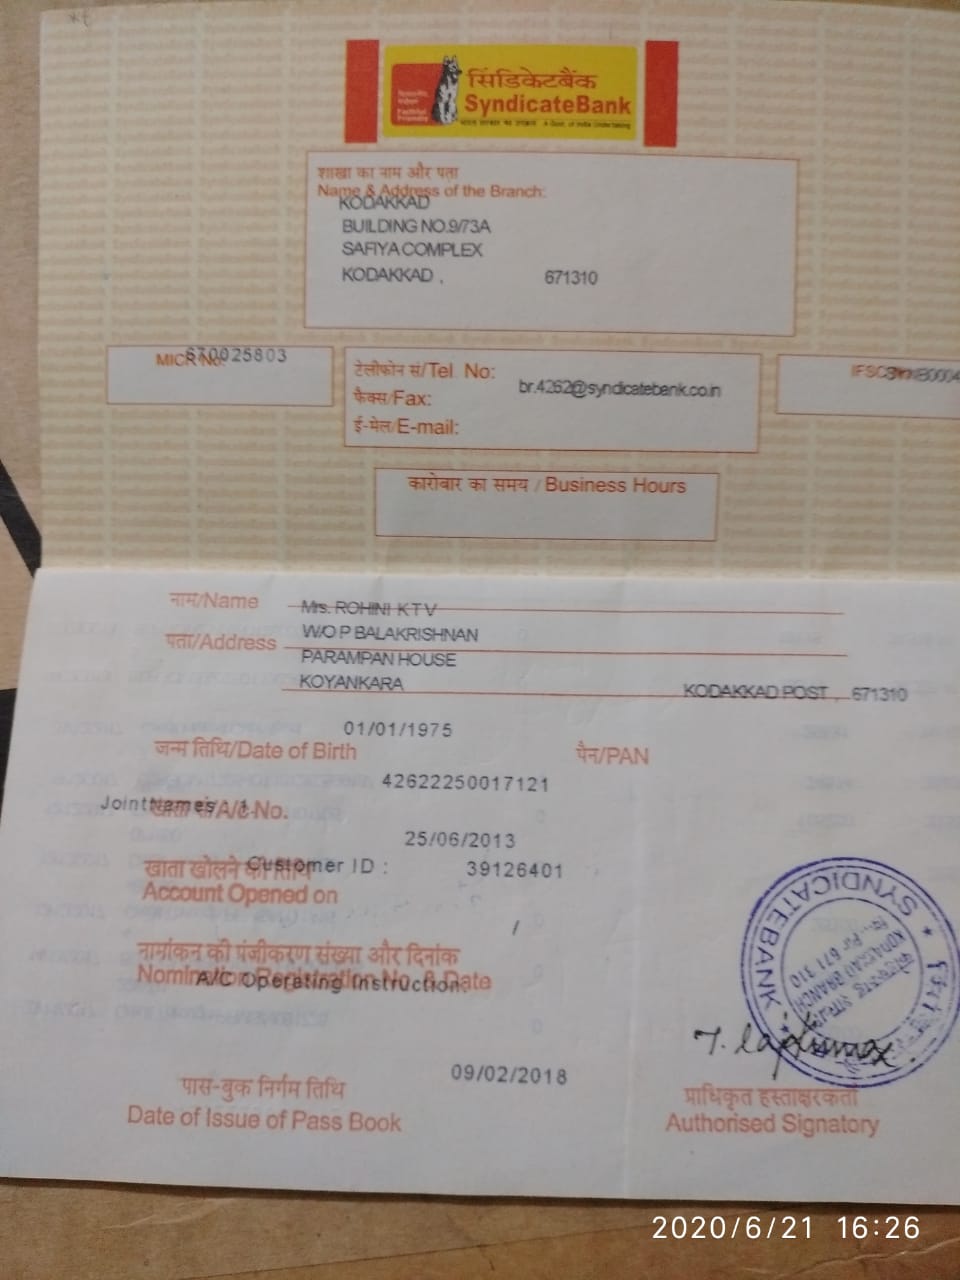 सिंडिकेटबैंक
SyndicateBank
भारत सरकार का उपक्रम A Govt. of India Undertaking
शाखा का नाम और पता
Name & Address of the Branch:
KODAKKAD
BUILDING NO.9/73A
SAFIYA COMPLEX
KODAKKAD , 671310
MICR No. 670025803
टेलीफोन सं/Tel. No:
br.4262@syndicatebank.co.in
फैक्स/Fax:
ई-मेल/E-mail:
IFSC
कारोबार का समय / Business Hours
नाम/Name Mrs. ROHINI K T V
पता/Address W/O P BALAKRISHNAN
PARAMPAN HOUSE
KOYANKARA KODAKKAD POST , 671310
01/01/1975
जन्म तिथि/Date of Birth पैन/PAN
42622250017121
Joint Names खाता सं/A/c No.
25/06/2013
खाता खोलने की तिथि Customer ID : 39126401
Account Opened on
/
नामांकन की पंजीकरण संख्या और दिनांक
Nomination Registration No. & Date
A/C Operating Instruction
SYNDICATEBANK
671 310
09/02/2018
पास-बुक निर्गम तिथि
Date of Issue of Pass Book
प्राधिकृत हस्ताक्षरकर्ता
Authorised Signatory
2020/6/21 16:26